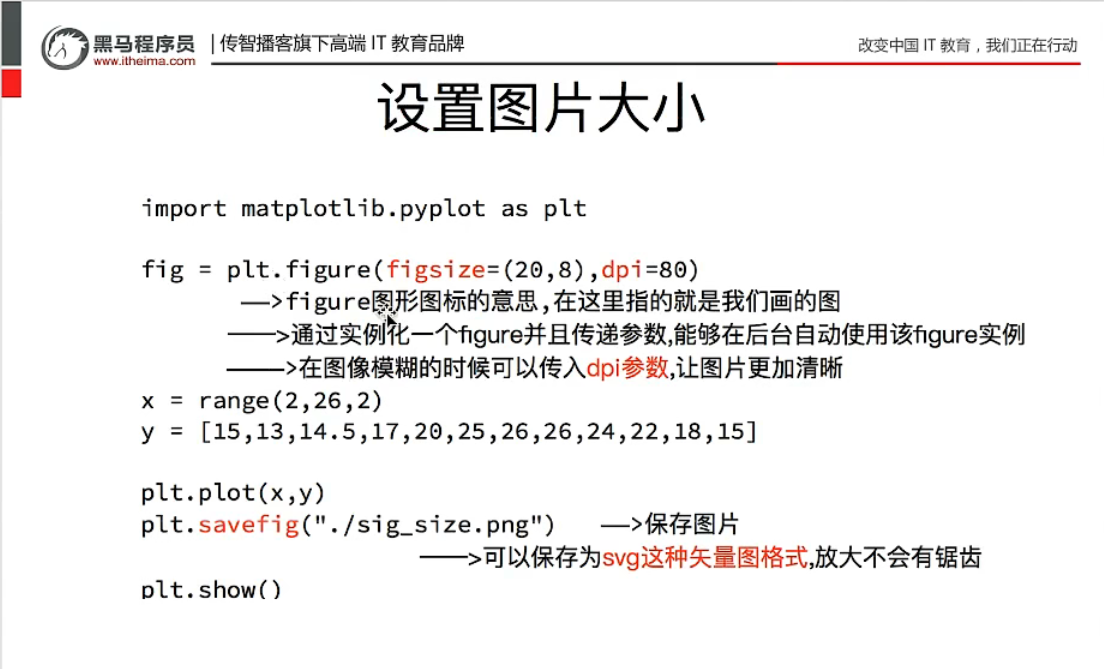 黑马程序员 | 传智播客旗下高端 IT 教育品牌
www.itheima.com
改变中国 IT 教育，我们正在行动
设置图片大小
import matplotlib.pyplot as plt
fig = plt.figure(figsize=(20,8),dpi=80)
——>figure图形图标的意思,在这里指的就是我们画的图
———>通过实例化一个figure并且传递参数,能够在后台自动使用该figure实例
———>在图像模糊的时候可以传入dpi参数,让图片更加清晰
x = range(2,26,2)
y = [15,13,14.5,17,20,25,26,26,24,22,18,15]
plt.plot(x,y)
plt.savefig("./sig_size.png") ——>保存图片
———>可以保存为svg这种矢量图格式,放大不会有锯齿
plt.show()